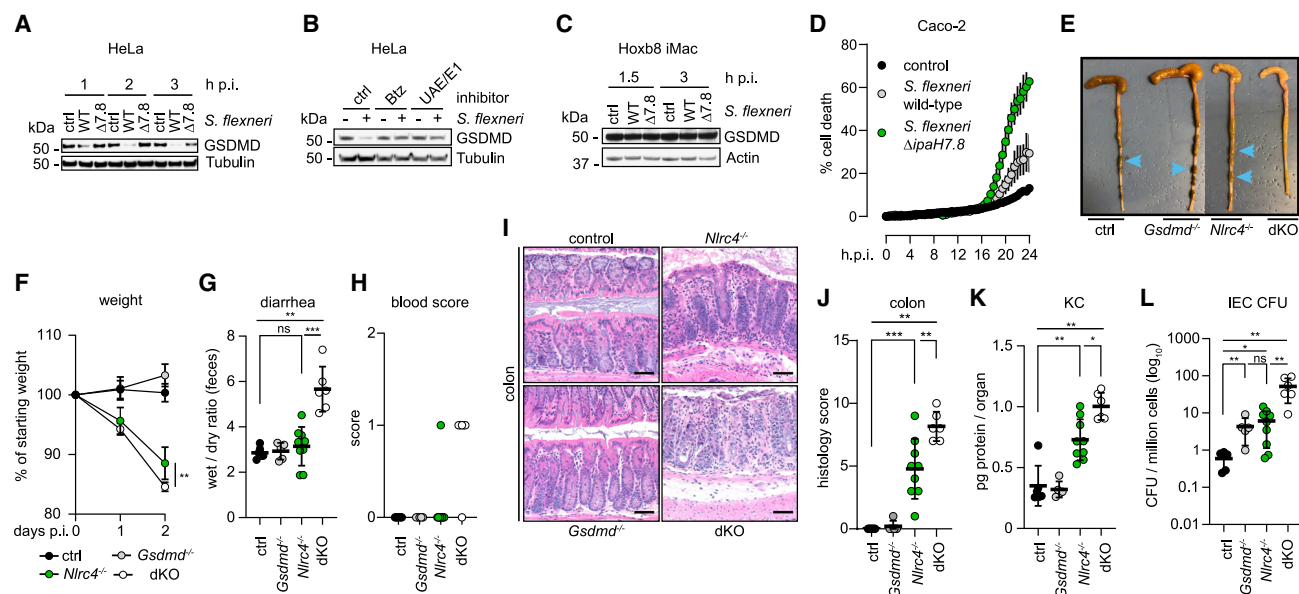 A
HeLa
1 2 3 h p.i.
ctrl WT Δ7.8 ctrl WT Δ7.8 ctrl WT Δ7.8 S. flexneri
kDa
50 GSDMD
50 Tubulin
B
HeLa
ctrl Btz UAE/E1 inhibitor
- + - + - + S. flexneri
kDa
50 GSDMD
50 Tubulin
C
Hoxb8 iMac
1.5 3 h p.i.
ctrl WT Δ7.8 ctrl WT Δ7.8 S. flexneri
kDa
50 GSDMD
37 Actin
D
Caco-2
% cell death
80
60
40
20
0
0 4 8 12 16 20 24
h.p.i.
control
S. flexneri
wild-type
S. flexneri
ΔipaH7.8
E
ctrl Gsdmd-/- Nlrc4-/- dKO
F
weight
% of starting weight
110
100
90
80
days p.i. 0 1 2
**
ctrl Gsdmd-/-
Nlrc4-/- dKO
G
diarrhea
**
ns ***
wet / dry ratio (feces)
8
6
4
2
0
ctrl Gsdmd-/- Nlrc4-/- dKO
H
blood score
score
2
1
0
ctrl Gsdmd-/- Nlrc4-/- dKO
I
control Nlrc4-/-
colon
Gsdmd-/- dKO
J
colon
**
*** **
histology score
15
10
5
0
ctrl Gsdmd-/- Nlrc4-/- dKO
K
KC
**
** *
pg protein / organ
1.5
1.0
0.5
0.0
ctrl Gsdmd-/- Nlrc4-/- dKO
L
IEC CFU
**
*
** ns **
CFU / million cells (log10)
1000
100
10
1
0.1
0.01
ctrl Gsdmd-/- Nlrc4-/- dKO